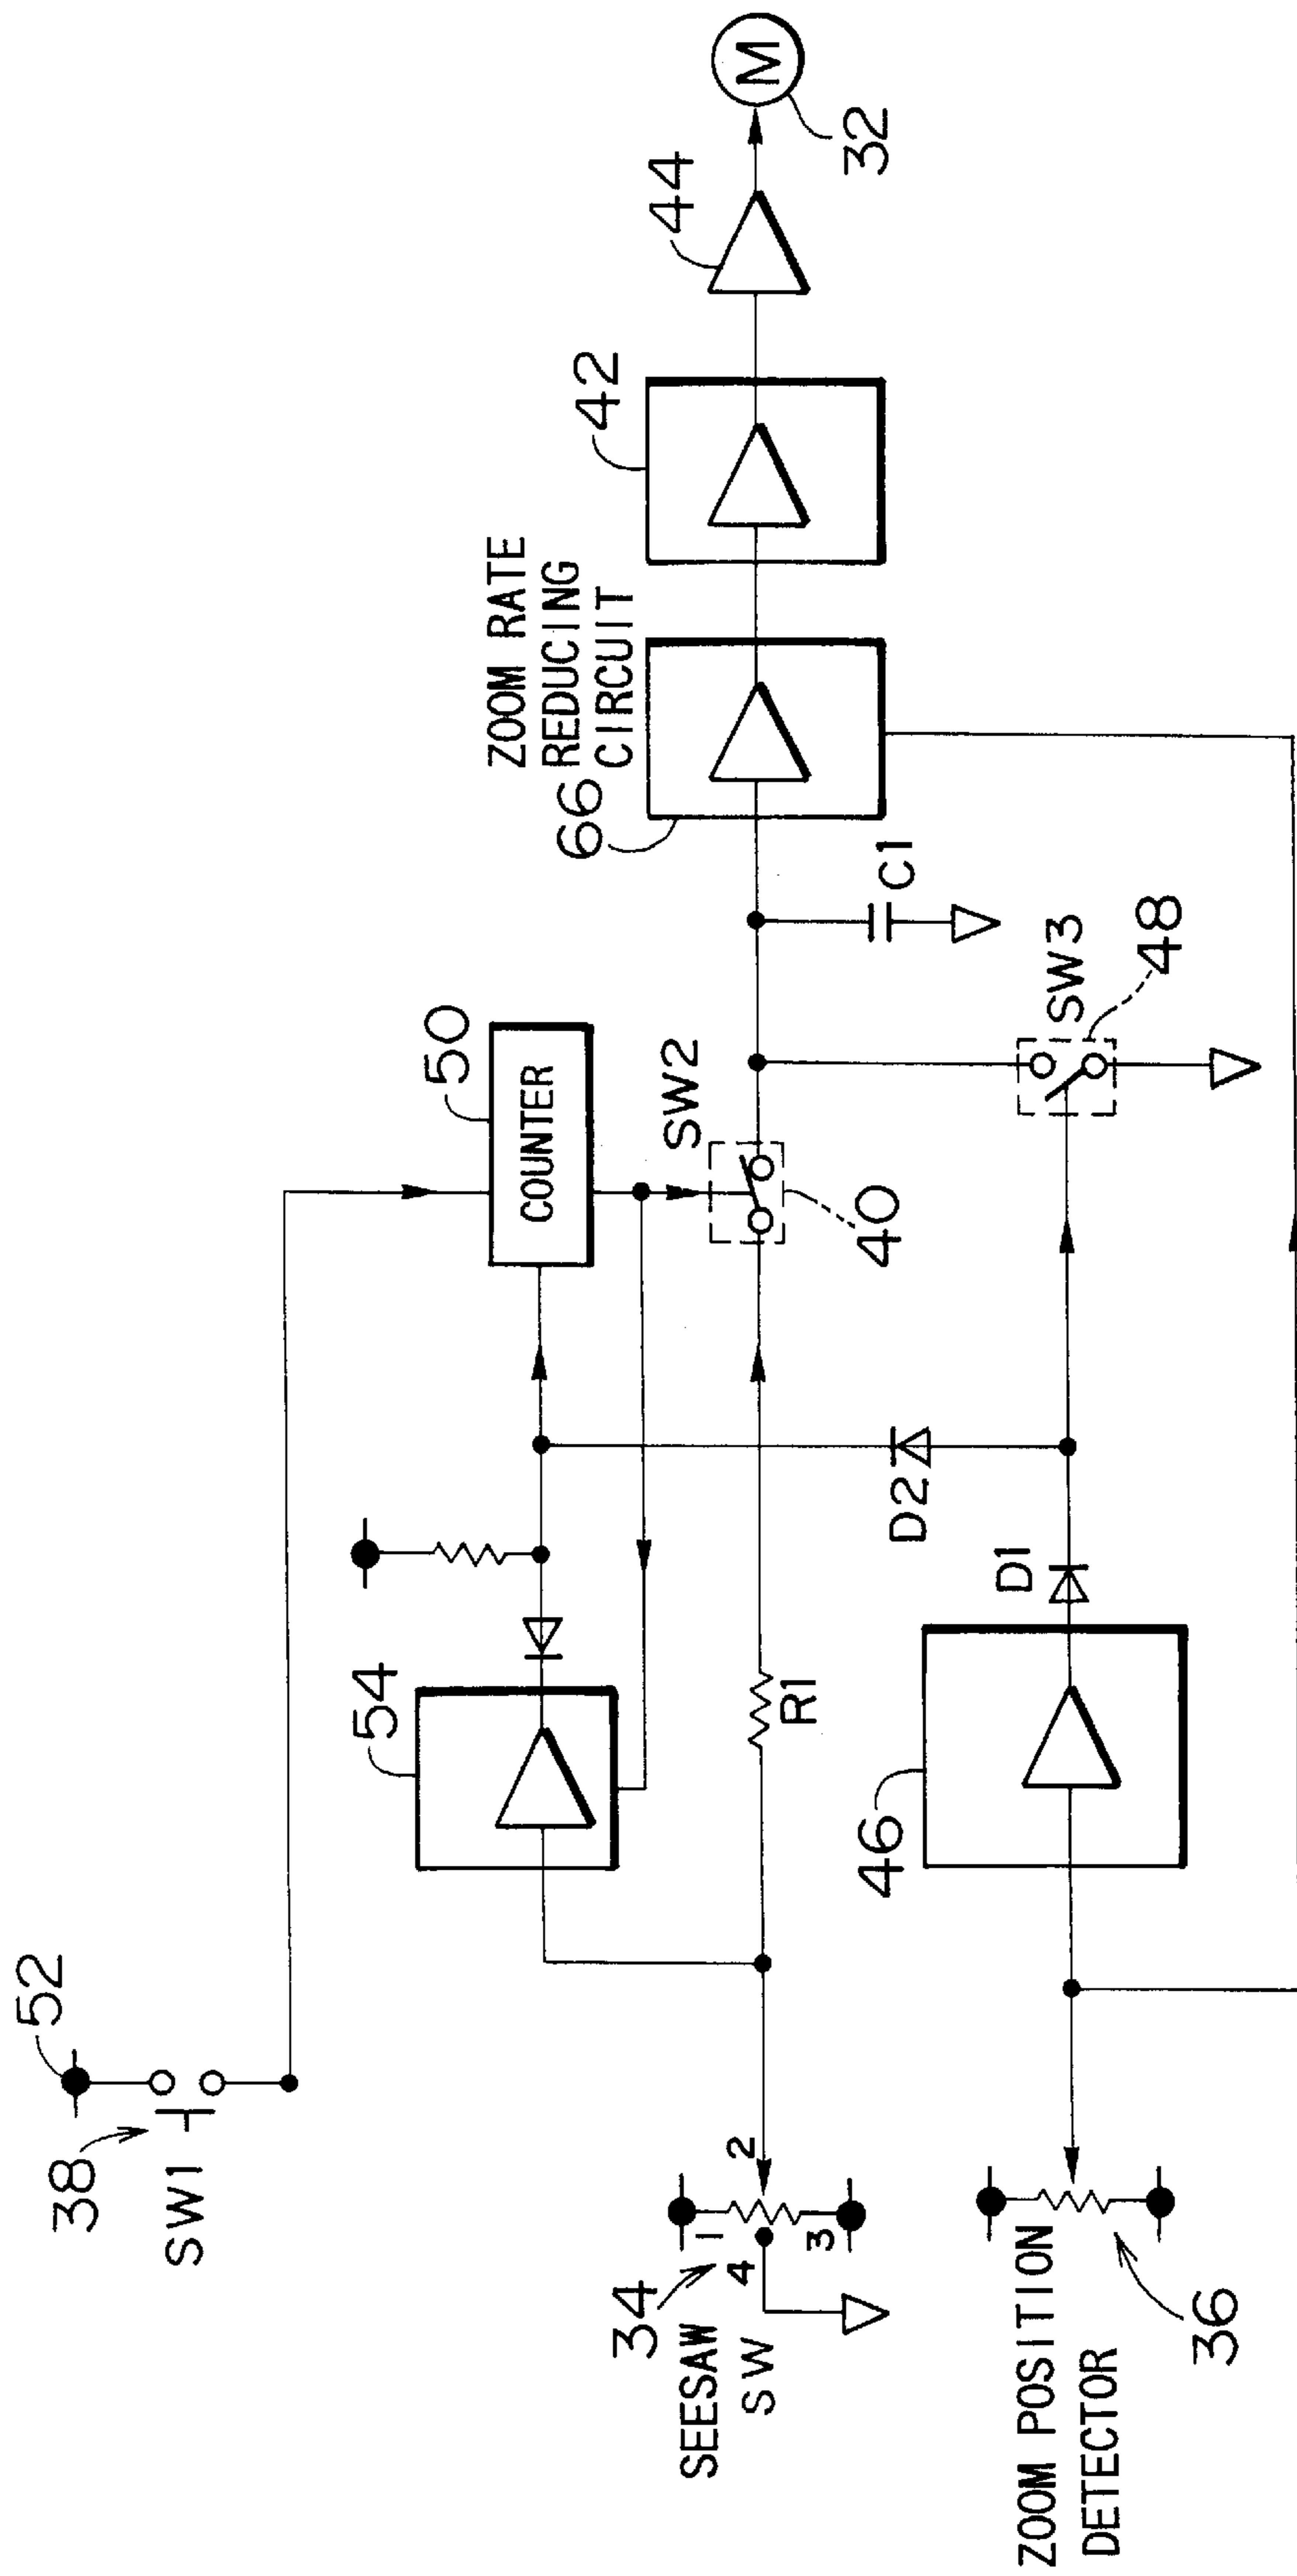 52
38
SW1
54
50
COUNTER
SW2
40
ZOOM RATE
REDUCING
CIRCUIT
66
42
44
M
32
C1
SW3
48
D2
D1
R1
46
34
SEESAW
SW
1
2
3
4
ZOOM POSITION
DETECTOR
36